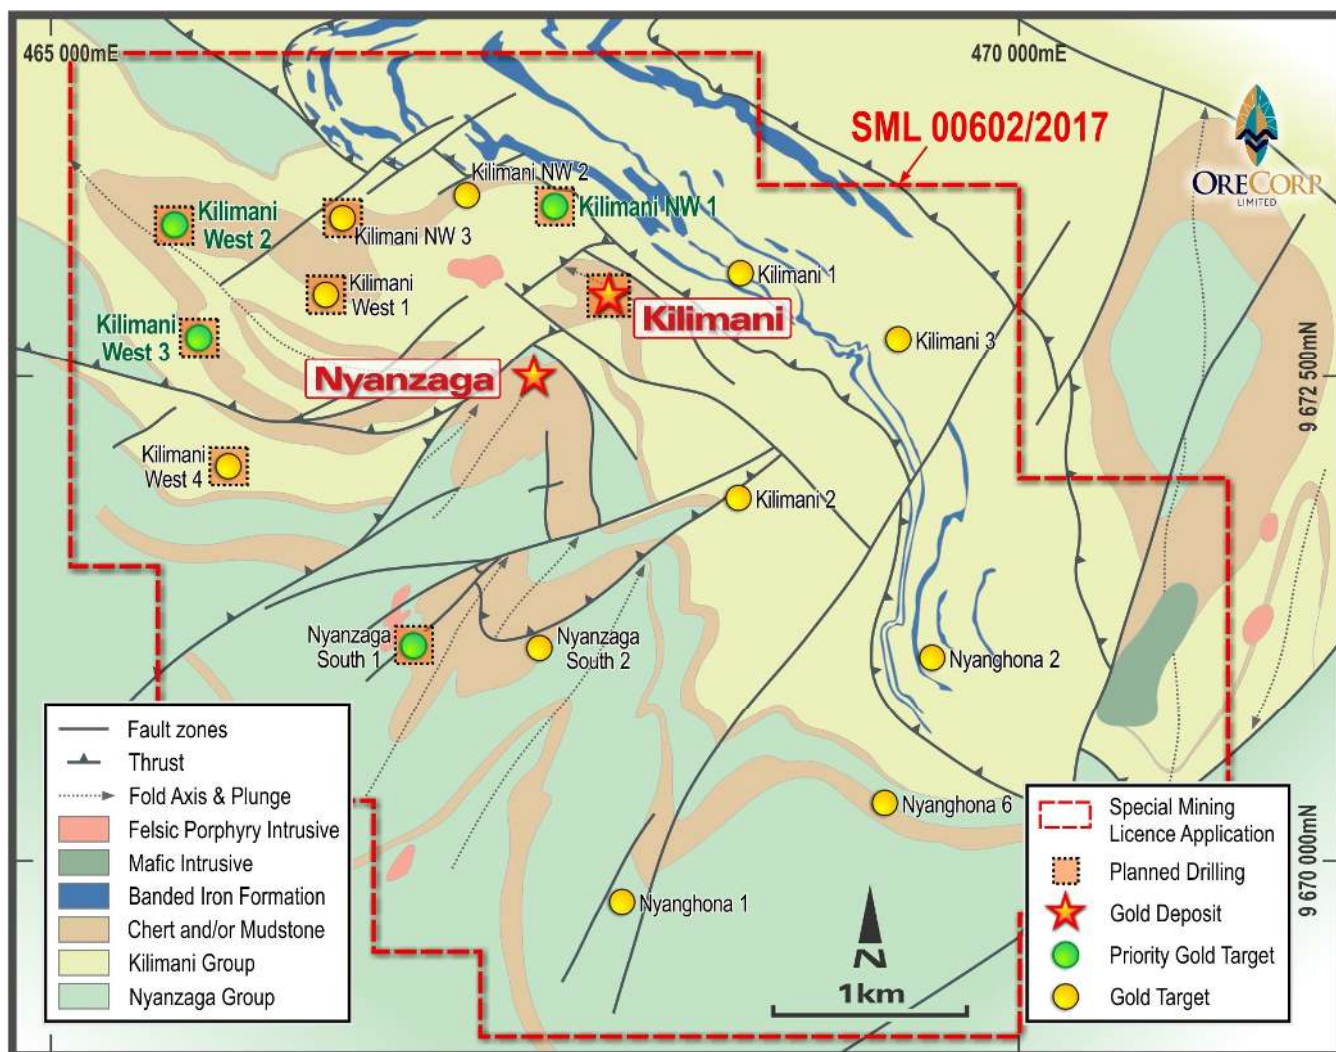 465 000mE
470 000mE
SML 00602/2017
ORECORP
LIMITED
Kilimani NW 2
Kilimani
West 2
Kilimani NW 3
Kilimani NW 1
Kilimani 1
Kilimani
West 1
Kilimani
Kilimani
West 3
Kilimani 3
Nyanzaga
9 672 500mN
Kilimani
West 4
Kilimani 2
Nyanzaga
South 1
Nyanzaga
South 2
Nyanghona 2
Nyanghona 6
Nyanghona 1
9 670 000mN
N
1km
Fault zones
Thrust
Fold Axis & Plunge
Felsic Porphyry Intrusive
Mafic Intrusive
Banded Iron Formation
Chert and/or Mudstone
Kilimani Group
Nyanzaga Group
Special Mining
Licence Application
Planned Drilling
Gold Deposit
Priority Gold Target
Gold Target